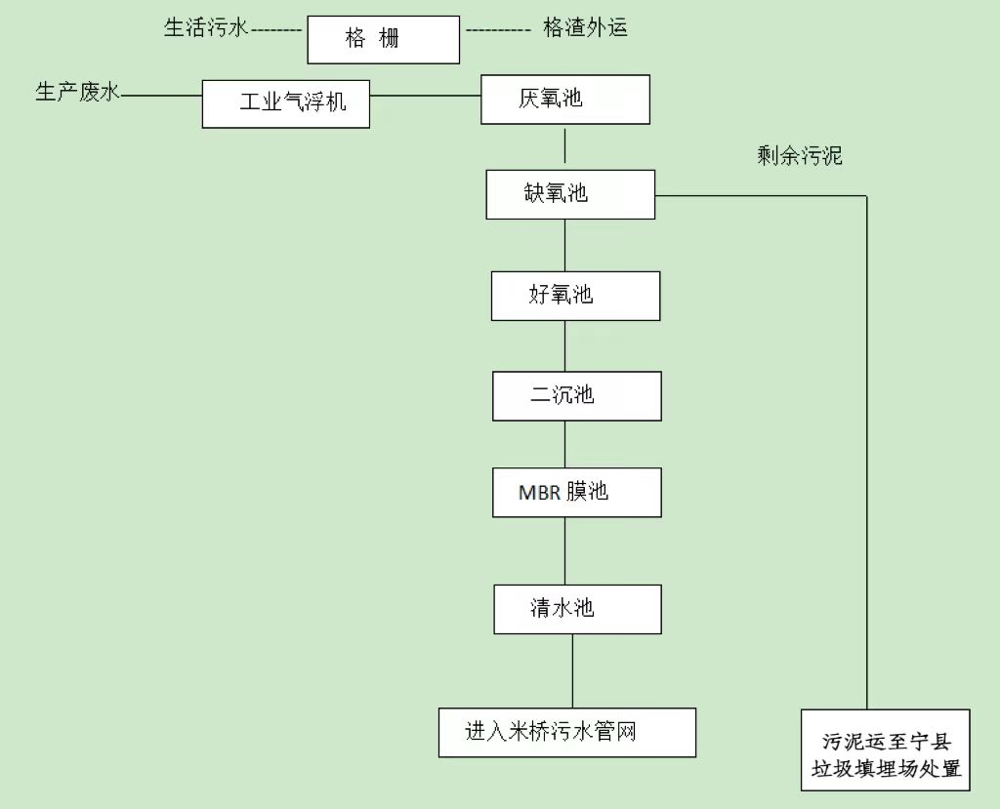 生活污水
格栅
格渣外运
生产废水
工业气浮机
厌氧池
剩余污泥
缺氧池
好氧池
二沉池
MBR 膜池
清水池
进入米桥污水管网
污泥运至宁县
垃圾填埋场处置